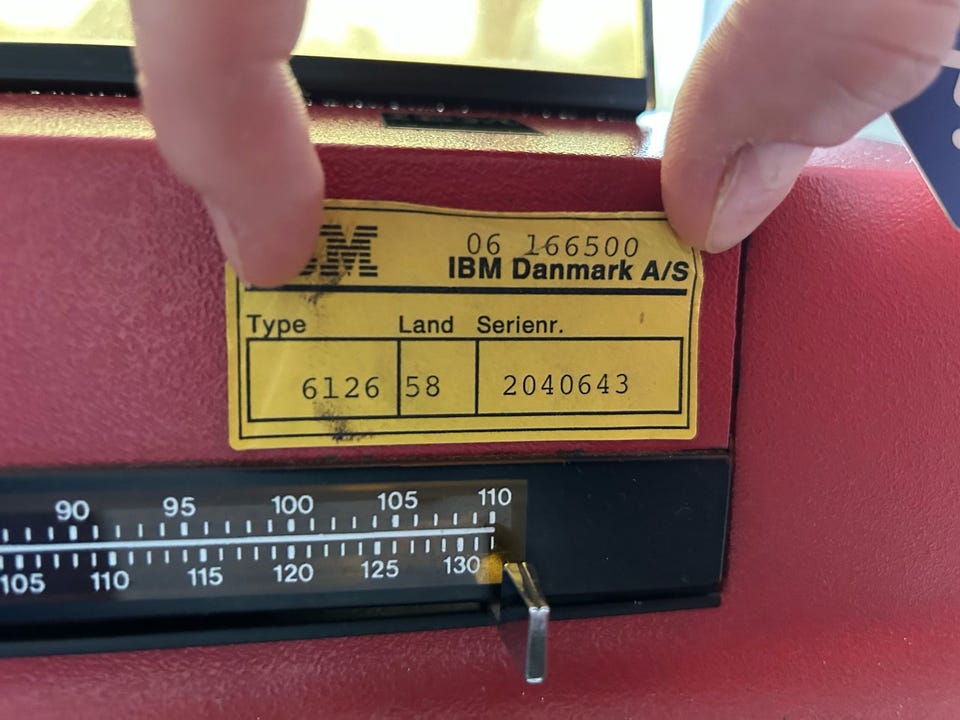 06 166500
IBM Danmark A/S
Type Land Serienr.
6126 58 2040643
90 95 100 105 110
105 110 115 120 125 130